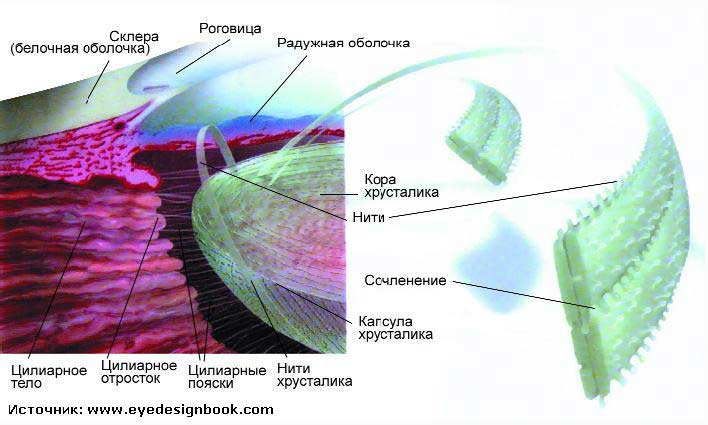 Склера
(белочная оболочка)
Роговица
Радужная оболочка
Кора
хрусталика
Нити
Сочленение
Кагсула
хрусталика
Цилиарное
тело
Цилиарный
отросток
Цилиарные
пояски
Нити
хрусталика
Источник: www.eyedesignbook.com